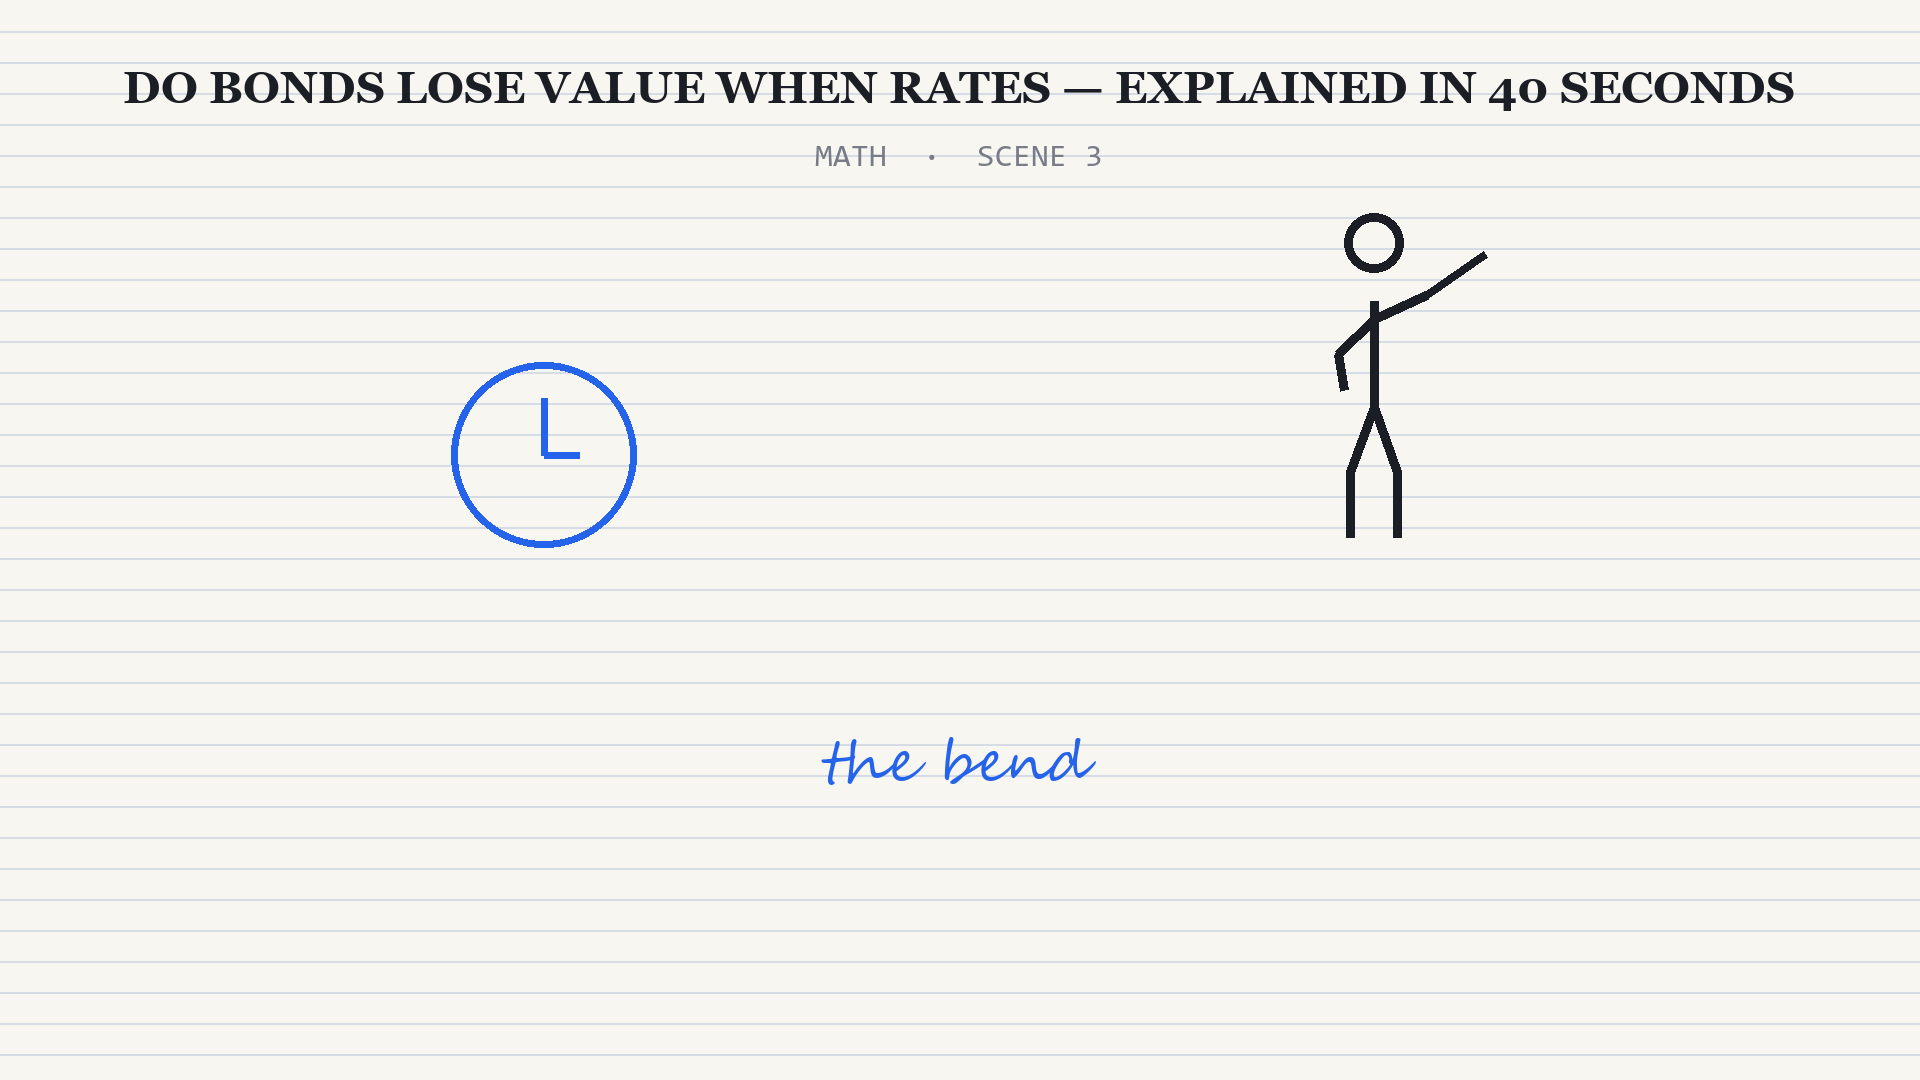 DO BONDS LOSE VALUE WHEN RATES — EXPLAINED IN 40 SECONDS
MATH · SCENE 3
the bend